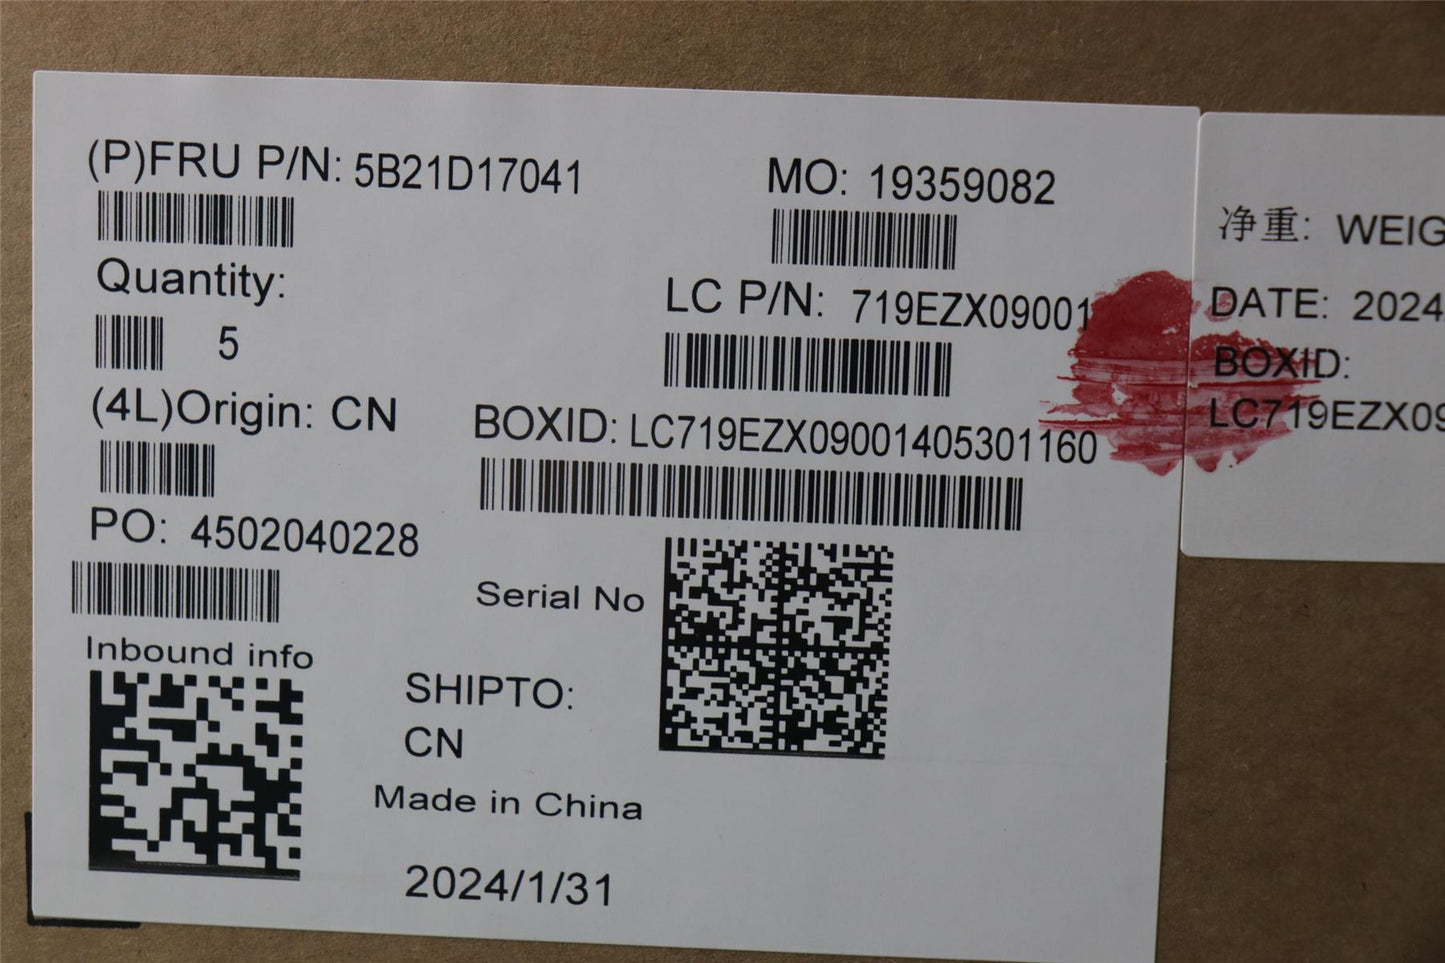 (P)FRU P/N: 5B21D17041
MO: 19359082
Quantity:
5
LC P/N: 719EZX09001
(4L)Origin: CN
BOXID: LC719EZX09001405301160
PO: 4502040228
Serial No
Inbound info
SHIPTO:
CN
Made in China
2024/1/31
净重: WEIG
DATE: 2024
BOXID:
LC719EZX09